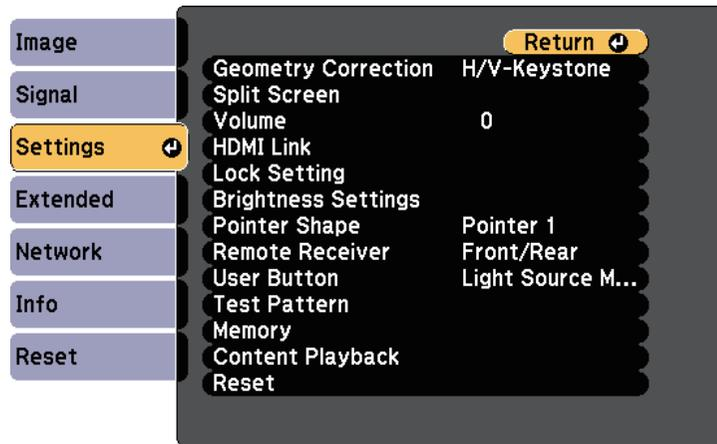 Image
Signal
Settings
Extended
Network
Info
Reset
Return
Geometry Correction H/V-Keystone
Split Screen
Volume 0
HDMI Link
Lock Setting
Brightness Settings
Pointer Shape Pointer 1
Remote Receiver Front/Rear
User Button Light Source M...
Test Pattern
Memory
Content Playback
Reset